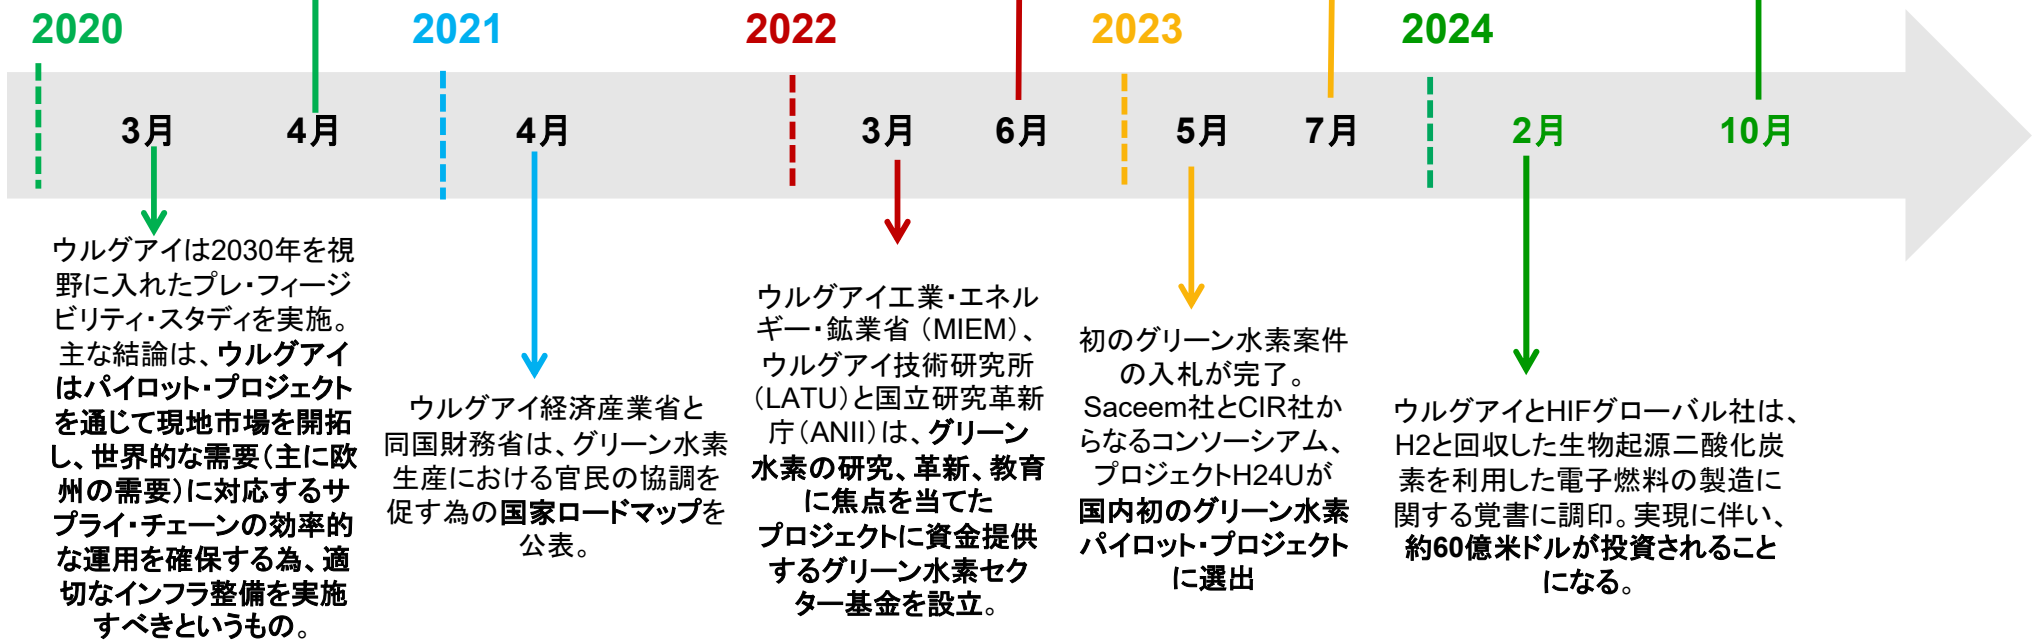 2020
2021
2022
2023
2024
3月
4月
4月
3月
6月
5月
7月
2月
10月
ウルグアイは2030年を視
野に入れたプレ・フィージ
ビリティ・スタディを実施。
主な結論は、ウルグアイ
はパイロット・プロジェクト
を通じて現地市場を開拓
し、世界的な需要(主に欧
州の需要)に対応するサ
プライ・チェーンの効率的
な運用を確保する為、適
切なインフラ整備を実施
すべきというもの。
ウルグアイ経済産業省と
同国財務省は、グリーン水素
生産における官民の協調を
促す為の国家ロードマップを
公表。
ウルグアイ工業・エネル
ギー・鉱業省 (MIEM)、
ウルグアイ技術研究所
(LATU)と国立研究革新
庁(ANII)は、グリーン
水素の研究、革新、教育
に焦点を当てた
プロジェクトに資金提供
するグリーン水素セク
ター基金を設立。
初のグリーン水素案件
の入札が完了。
Saceem社とCIR社か
らなるコンソーシアム、
プロジェクトH24Uが
国内初のグリーン水素
パイロット・プロジェクト
に選出
ウルグアイとHIFグローバル社は、
H2と回収した生物起源二酸化炭
素を利用した電子燃料の製造に
関する覚書に調印。実現に伴い、
約60億米ドルが投資されること
になる。